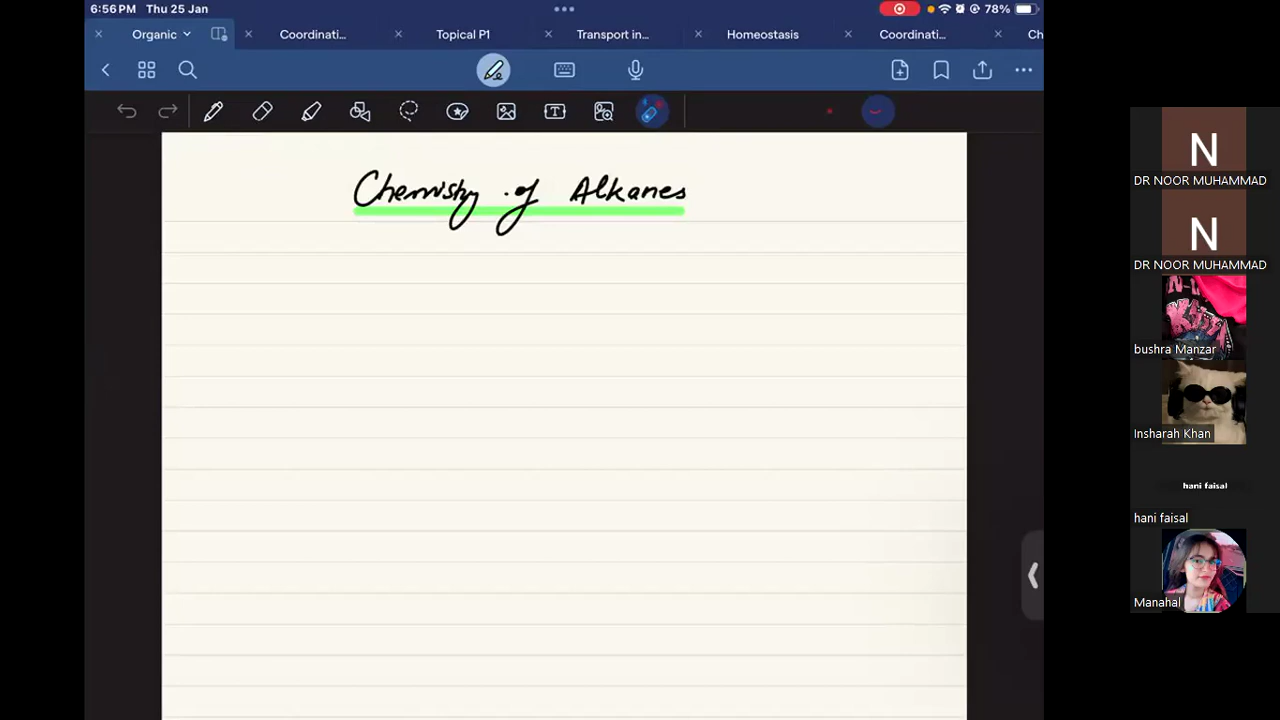 6:56 PM Thu 25 Jan
78%
Organic
Coordinati...
Topical P1
Transport in...
Homeostasis
Coordinati...
Ch
Chemistry of Alkanes
N
DR NOOR MUHAMMAD
N
DR NOOR MUHAMMAD
bushra Manzar
Insharah Khan
hani faisal
hani faisal
Manahal